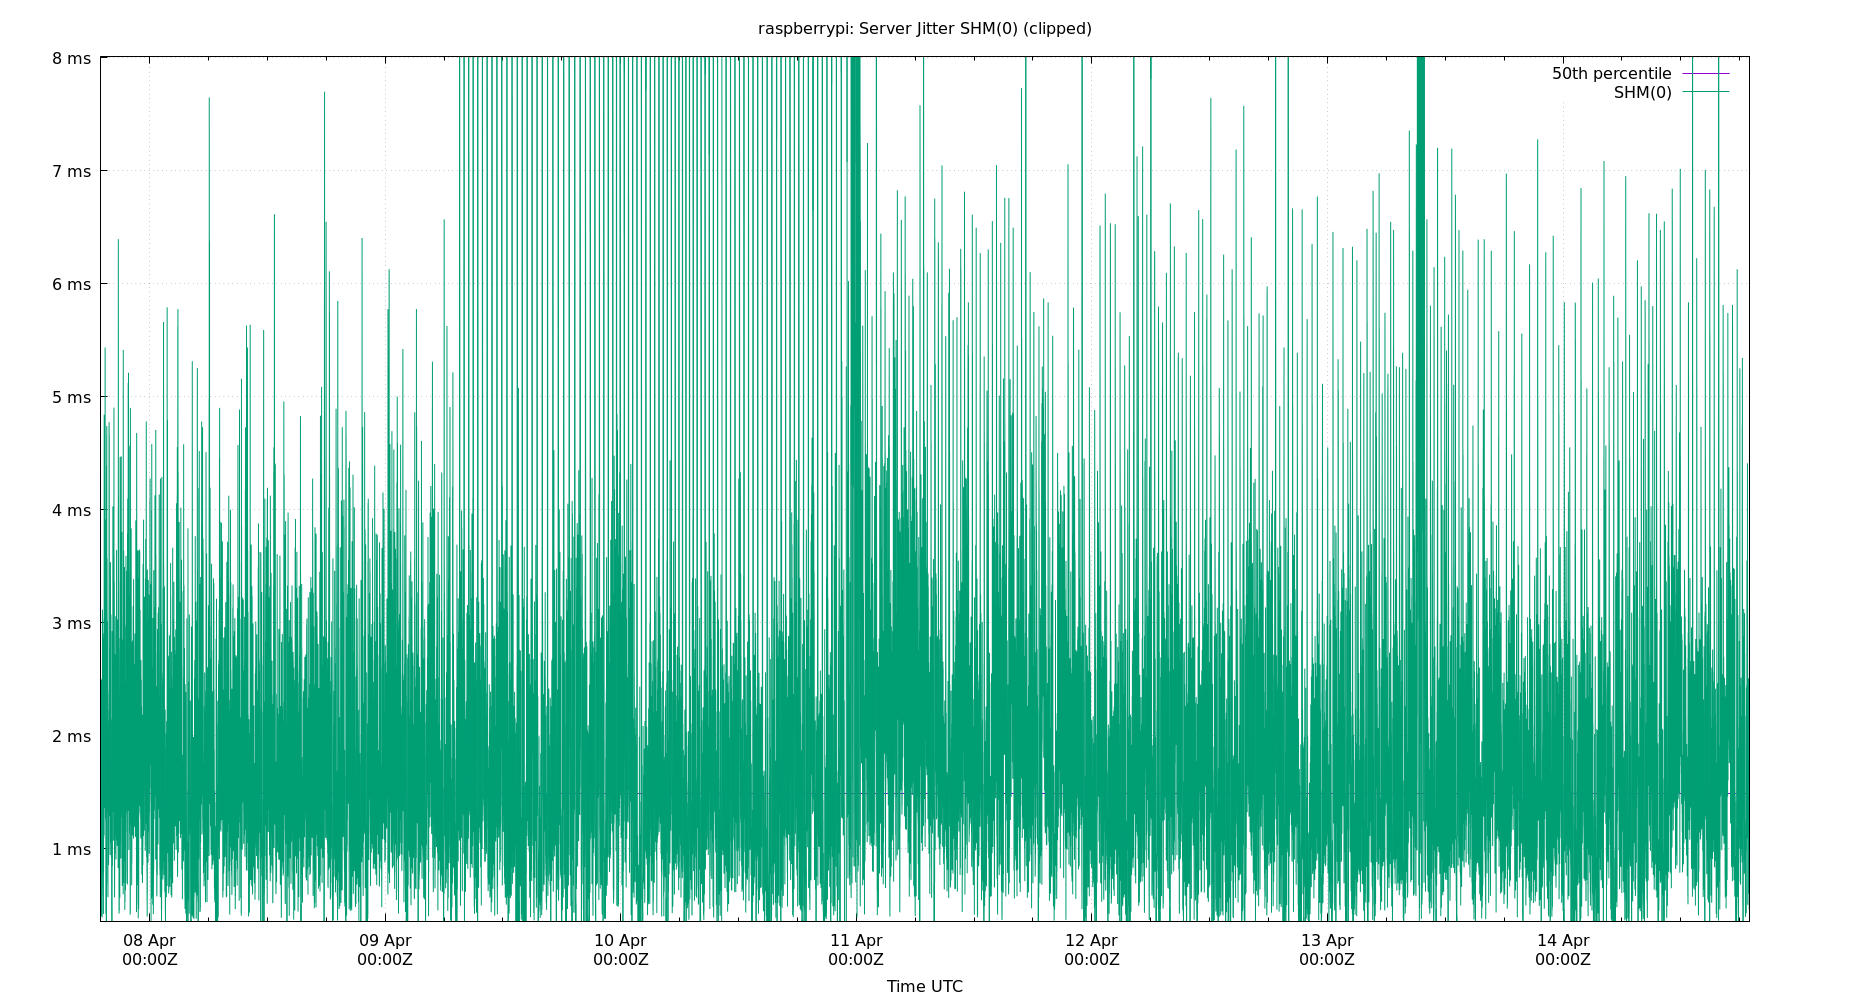 raspberrypi: Server Jitter SHM(0) (clipped)
8 ms
7 ms
6 ms
5 ms
4 ms
3 ms
2 ms
1 ms
50th percentile
SHM(0)
08 Apr
00:00Z
09 Apr
00:00Z
10 Apr
00:00Z
11 Apr
00:00Z
12 Apr
00:00Z
13 Apr
00:00Z
14 Apr
00:00Z
Time UTC